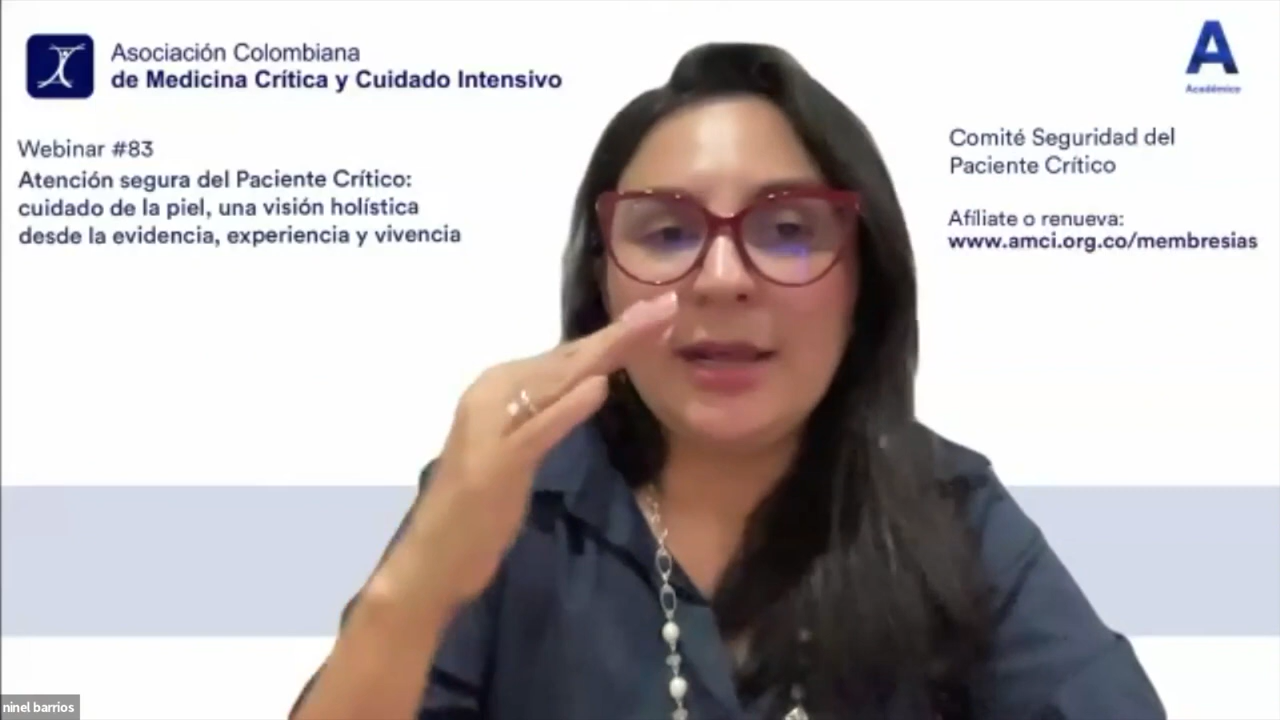 Asociación Colombiana
de Medicina Crítica y Cuidado Intensivo
Webinar #83
Atención segura del Paciente Crítico:
cuidado de la piel, una visión holística
desde la evidencia, experiencia y vivencia
A
Académico
Comité Seguridad del
Paciente Crítico
Afíliate o renueva:
www.amci.org.co/membresias
ninel barrios